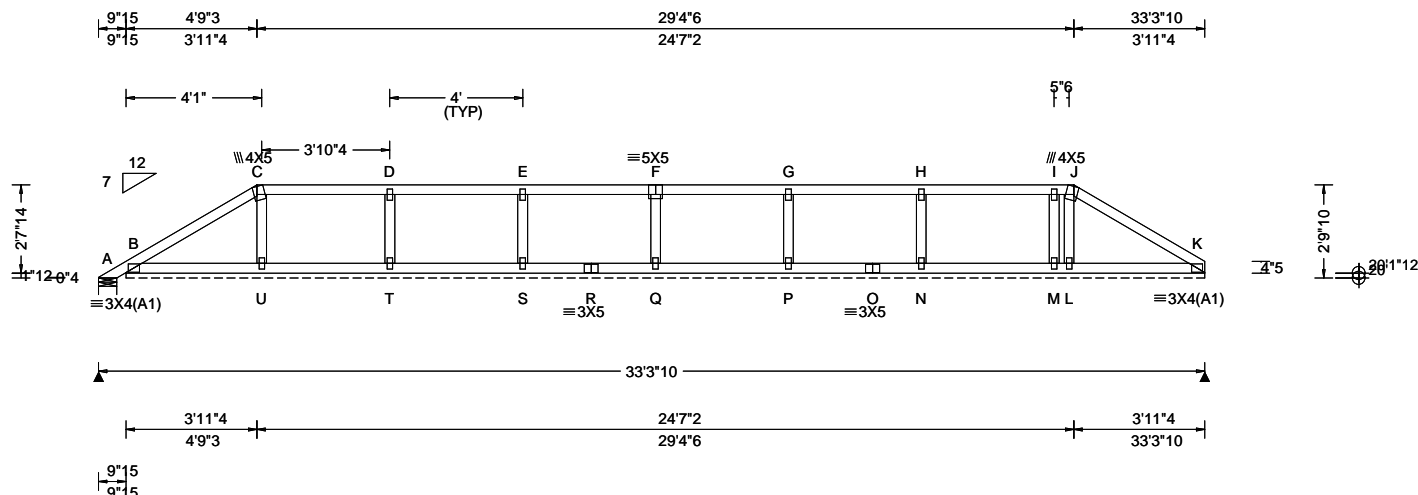 9"15 4'9"3 29'4"6 33'3"10
9"15 3'11"4 24'7"2 3'11"4
4'1" 4' 5"6
(TYP)
3'10"4
12
7
⫻4X5 ≡5X5 ⫻4X5
C D E F G H I J
2'7"14 2'9"10
A B K
0"4 4"5
≡3X4(A1) ≡3X4(A1)
U T S R Q P O N M L
≡3X5 ≡3X5
33'3"10
3'11"4 24'7"2 3'11"4
4'9"3 29'4"6 33'3"10
9"15
9"15